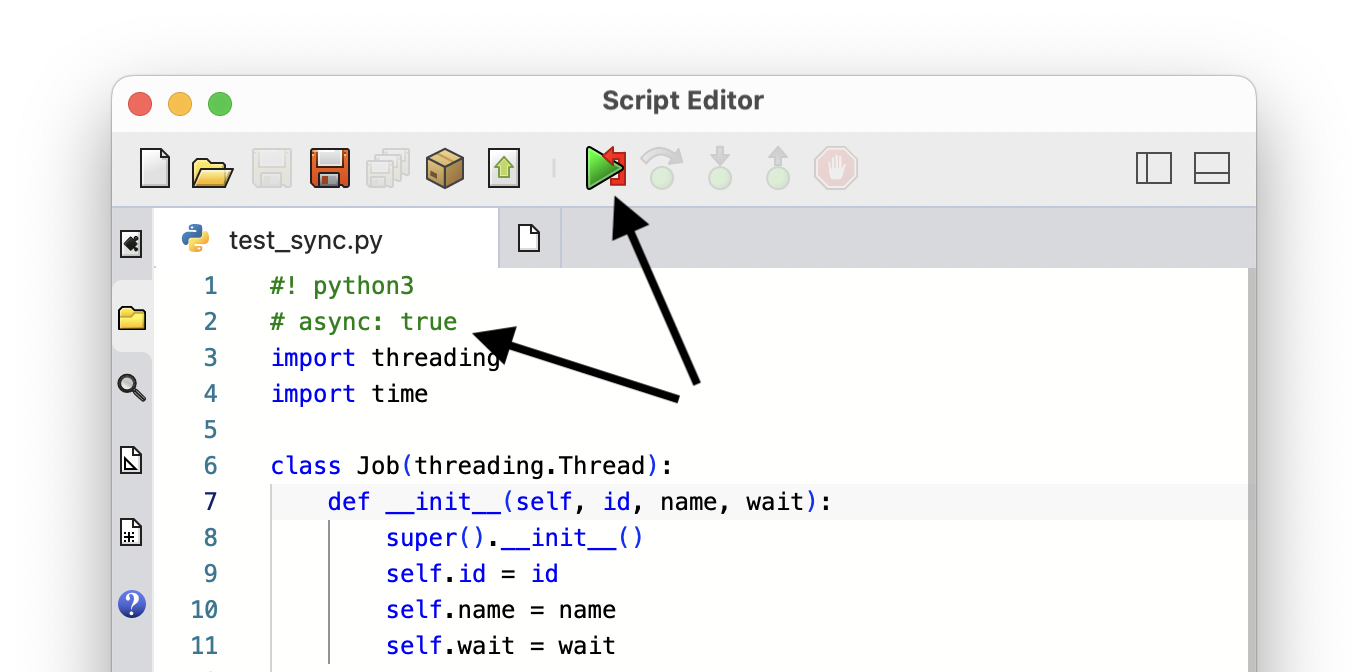 Script Editor
test_sync.py
1 #! python3
2 # async: true
3 import threading
4 import time
5
6 class Job(threading.Thread):
7     def __init__(self, id, name, wait):
8         super().__init__()
9         self.id = id
10         self.name = name
11         self.wait = wait